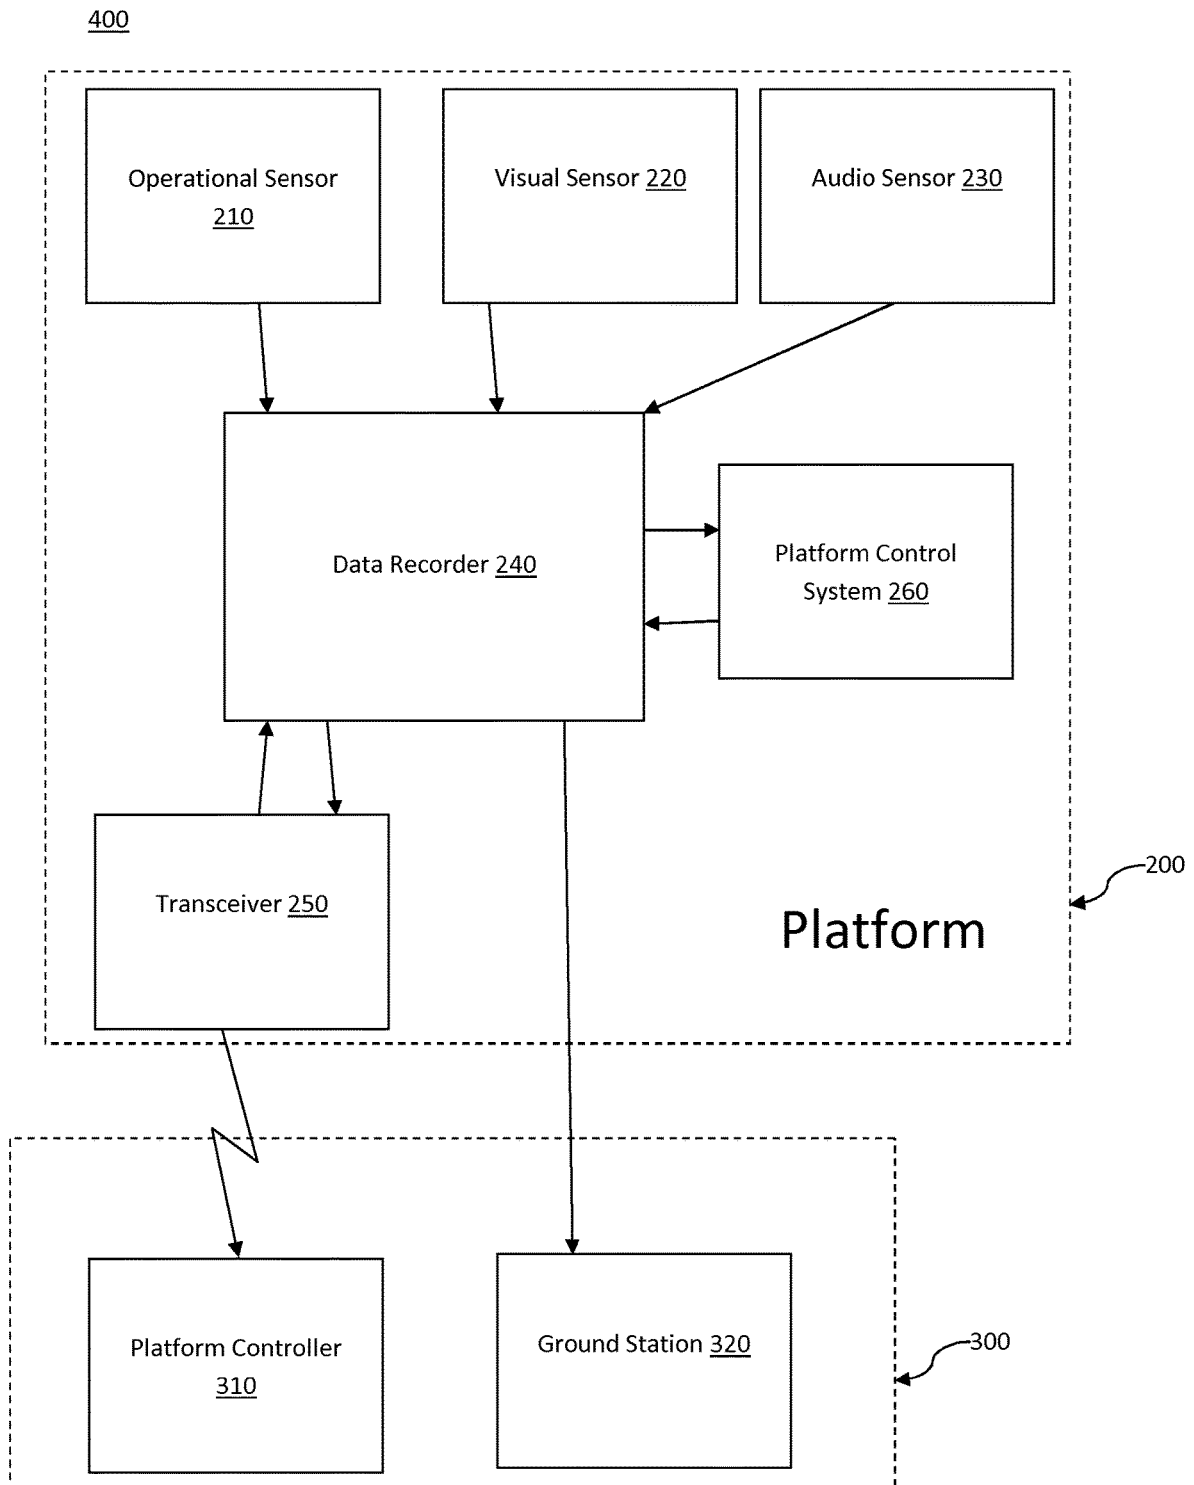 400
Operational Sensor
210
Visual Sensor 220
Audio Sensor 230
Data Recorder 240
Platform Control
System 260
Transceiver 250
200
Platform
Platform Controller
310
Ground Station 320
300